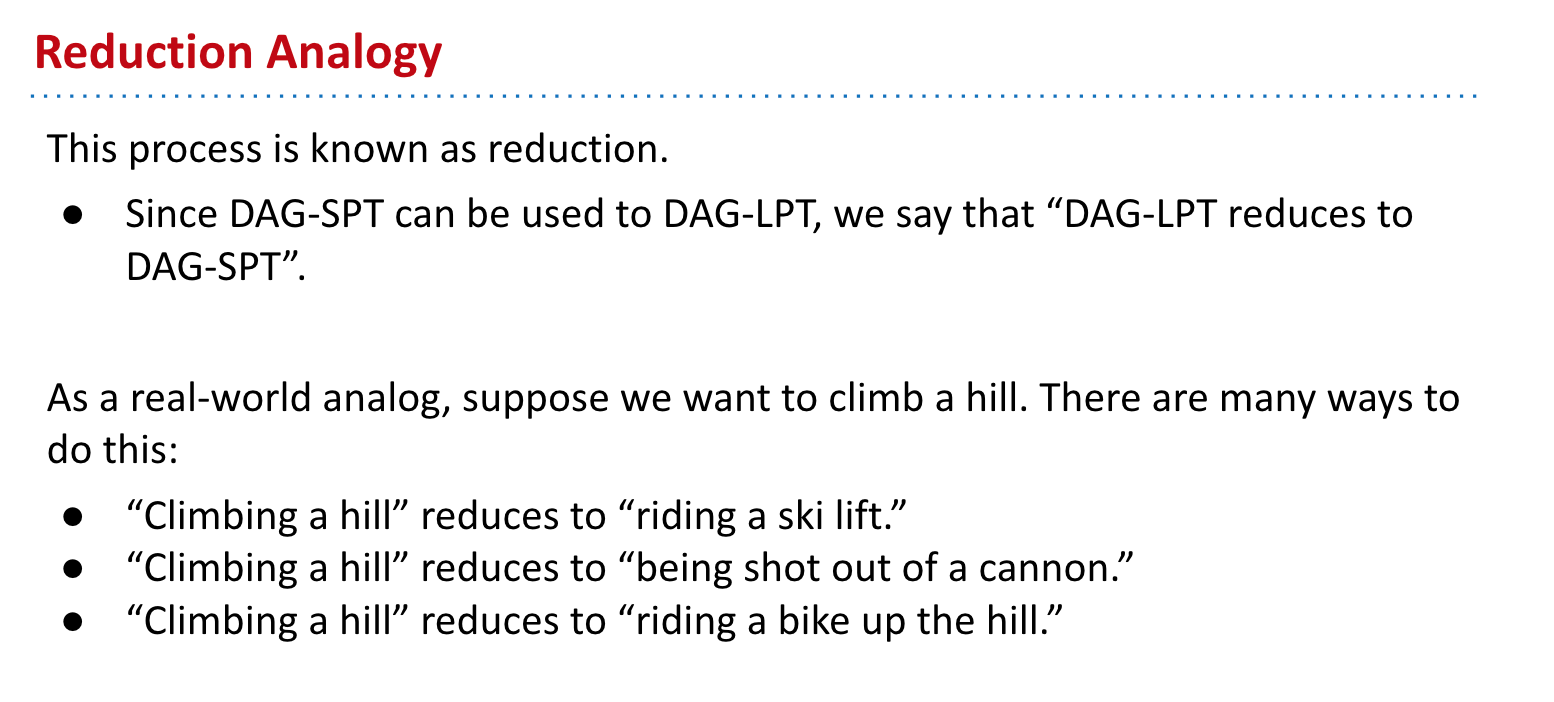 Reduction Analogy
This process is known as reduction.
● Since DAG-SPT can be used to DAG-LPT, we say that “DAG-LPT reduces to
DAG-SPT”.
As a real-world analog, suppose we want to climb a hill. There are many ways to
do this:
● “Climbing a hill” reduces to “riding a ski lift.”
● “Climbing a hill” reduces to “being shot out of a cannon.”
● “Climbing a hill” reduces to “riding a bike up the hill.”